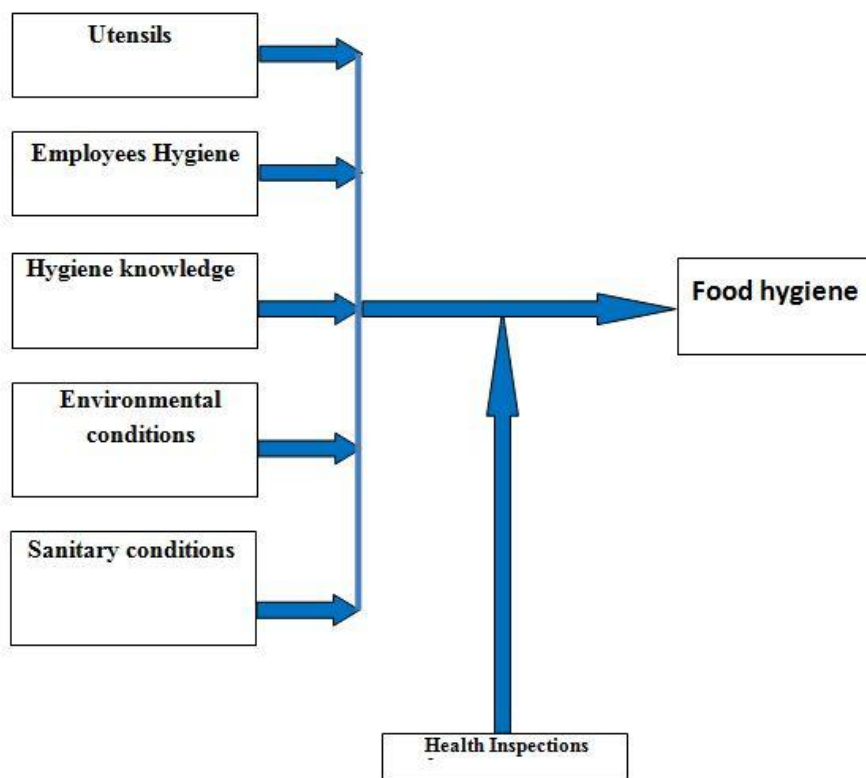 Utensils
Employees Hygiene
Hygiene knowledge
Environmental
conditions
Sanitary conditions
Food hygiene
Health Inspections